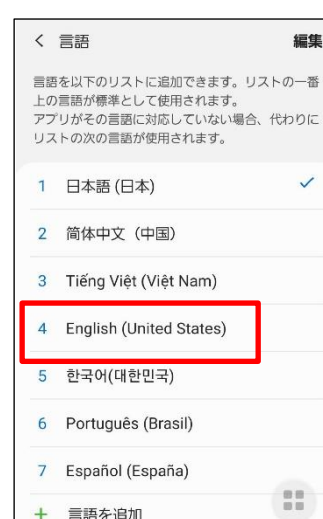 言語 編集
言語を以下のリストに追加できます。リストの一番
上の言語が標準として使用されます。
アプリがその言語に対応していない場合、代わりに
リストの次の言語が使用されます。
1 日本語 (日本)
2 简体中文（中国）
3 Tiếng Việt (Việt Nam)
4 English (United States)
5 한국어(대한민국)
6 Português (Brasil)
7 Español (España)
+ 言語を追加